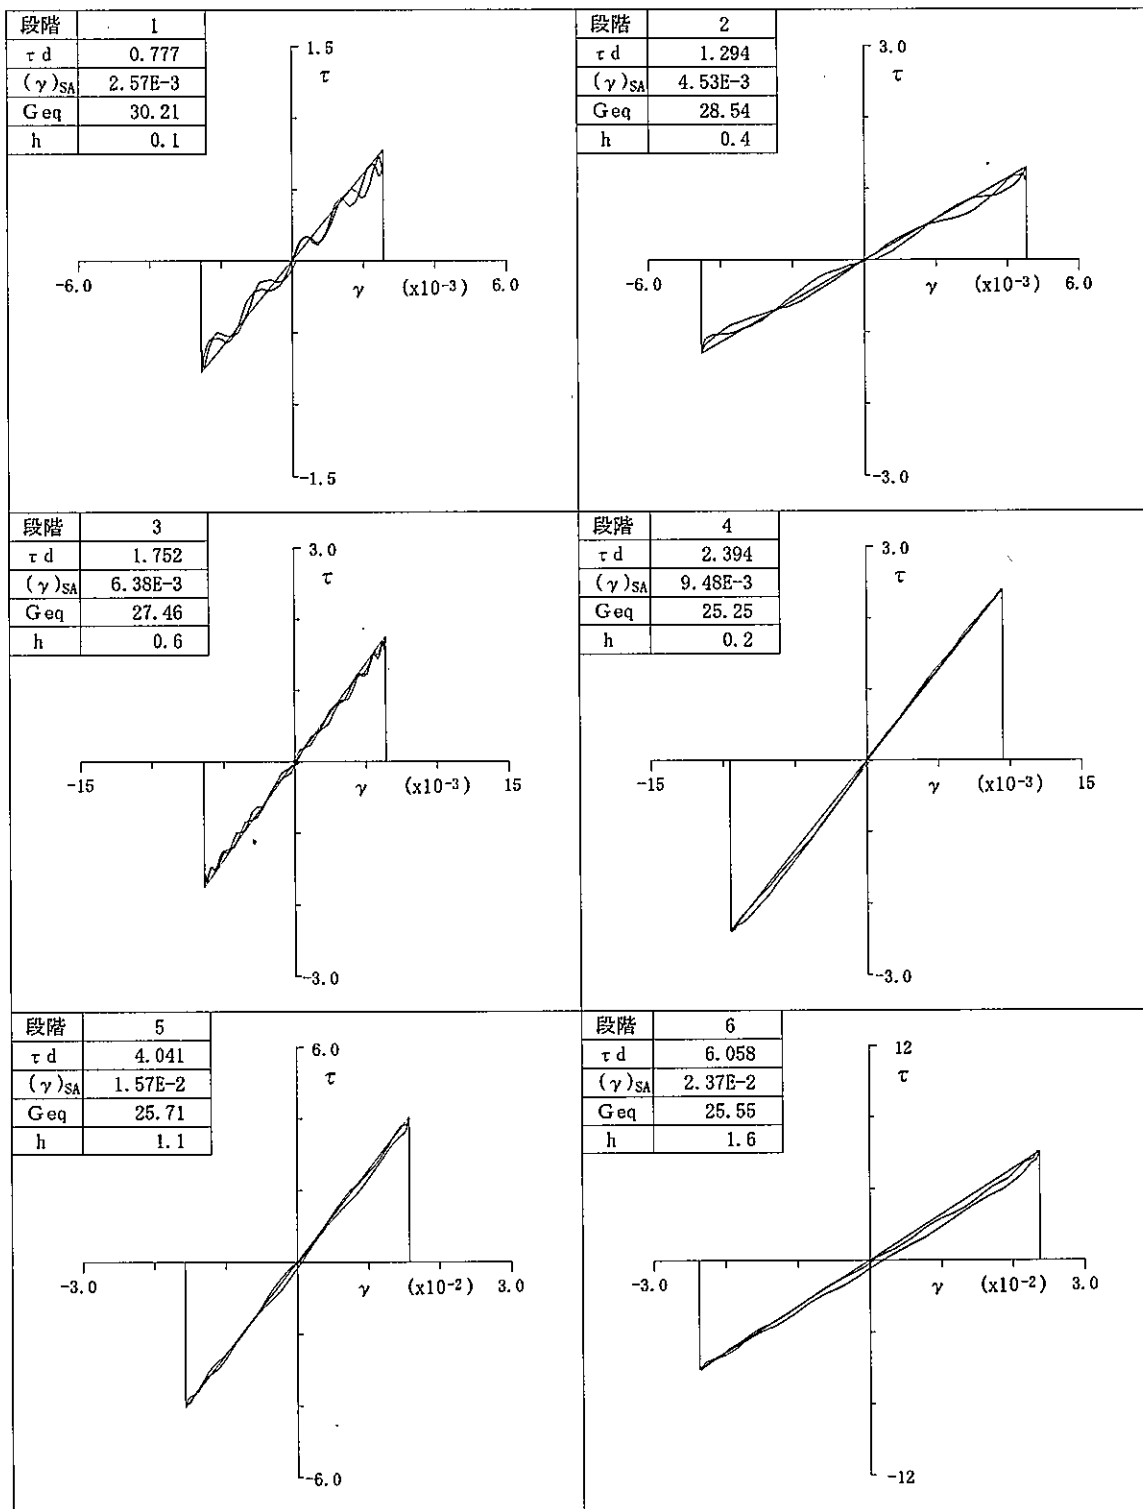 段階 1
τd 0.777
(γ)SA 2.57E-3
Geq 30.21
h 0.1
1.5
τ
-6.0 γ (x10-3) 6.0
-1.5
段階 2
τd 1.294
(γ)SA 4.53E-3
Geq 28.54
h 0.4
3.0
τ
-6.0 γ (x10-3) 6.0
-3.0
段階 3
τd 1.752
(γ)SA 6.38E-3
Geq 27.46
h 0.6
3.0
τ
-15 γ (x10-3) 15
-3.0
段階 4
τd 2.394
(γ)SA 9.48E-3
Geq 25.25
h 0.2
3.0
τ
-15 γ (x10-3) 15
-3.0
段階 5
τd 4.041
(γ)SA 1.57E-2
Geq 25.71
h 1.1
6.0
τ
-3.0 γ (x10-2) 3.0
-6.0
段階 6
τd 6.058
(γ)SA 2.37E-2
Geq 25.55
h 1.6
12
τ
-3.0 γ (x10-2) 3.0
-12